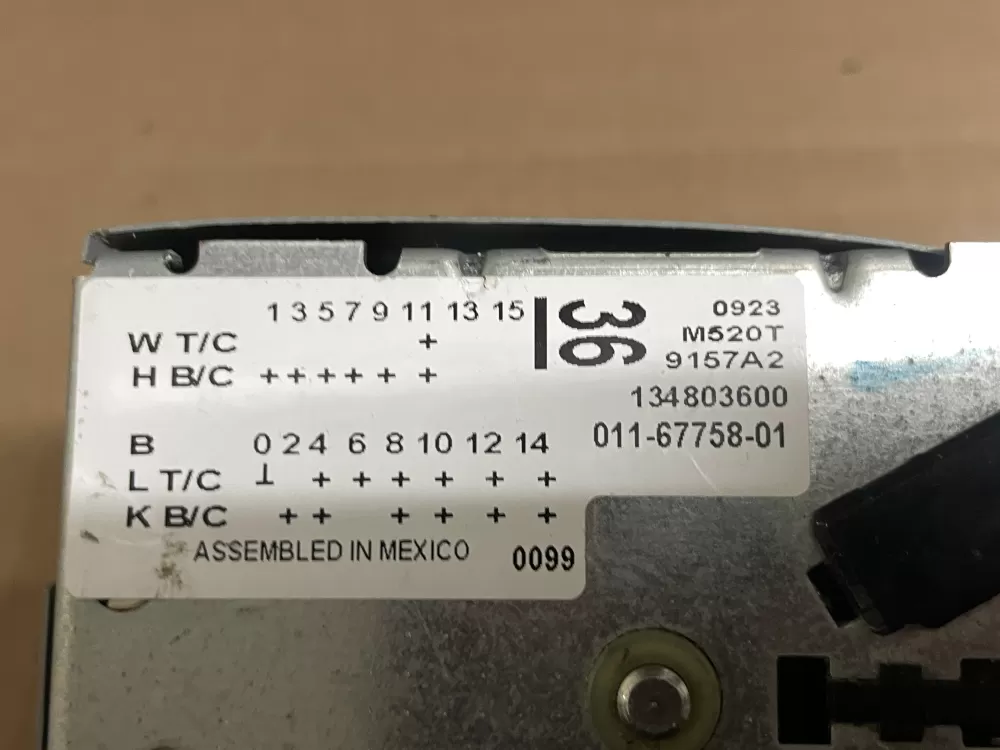 1 3 5 7 9 11 13 15
W T/C +
H B/C + + + + + +
B 0 2 4 6 8 10 12 14
L T/C ⊥ + + + + + +
K B/C + + + + + +
ASSEMBLED IN MEXICO 0099
36
0923
M520T
9157A2
134803600
011-67758-01